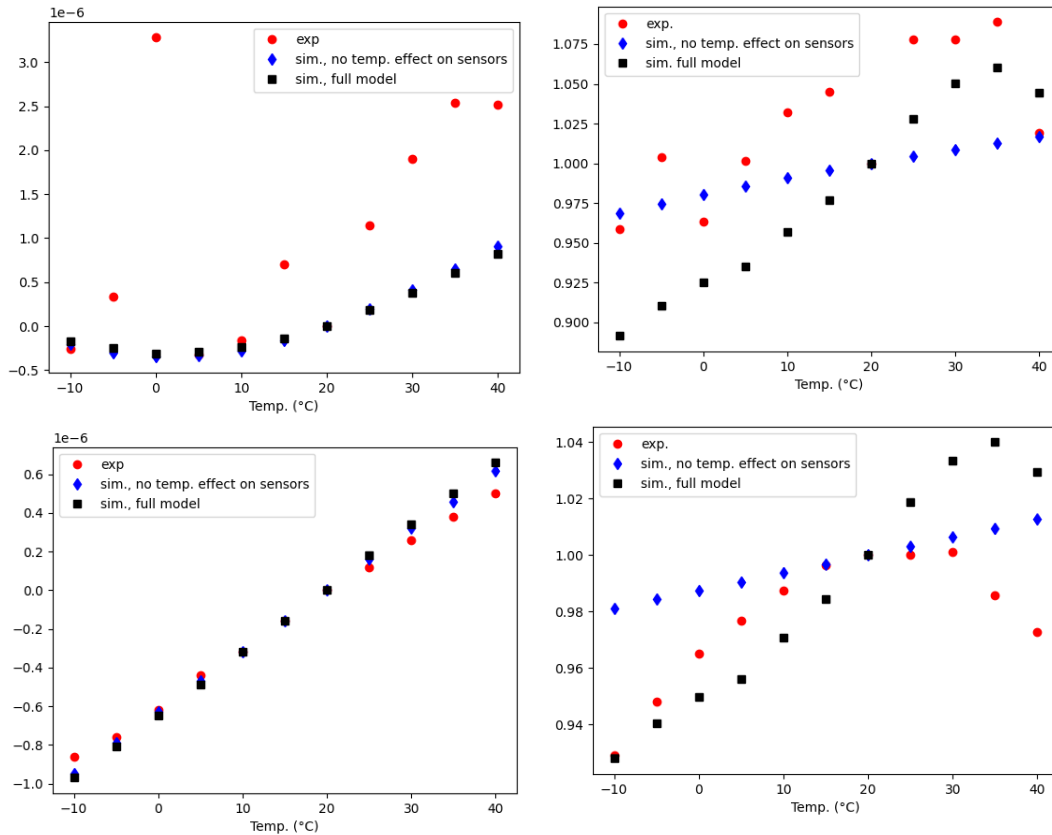 1e−6
3.0
2.5
2.0
1.5
1.0
0.5
0.0
−0.5
exp
sim., no temp. effect on sensors
sim., full model
−10 0 10 20 30 40
Temp. (°C)
1.075
1.050
1.025
1.000
0.975
0.950
0.925
0.900
exp.
sim., no temp. effect on sensors
sim. full model
−10 0 10 20 30 40
Temp. (°C)
1e−6
0.6
0.4
0.2
0.0
−0.2
−0.4
−0.6
−0.8
−1.0
exp
sim., no temp. effect on sensors
sim., full model
−10 0 10 20 30 40
Temp. (°C)
1.04
1.02
1.00
0.98
0.96
0.94
exp.
sim., no temp. effect on sensors
sim., full model
−10 0 10 20 30 40
Temp. (°C)